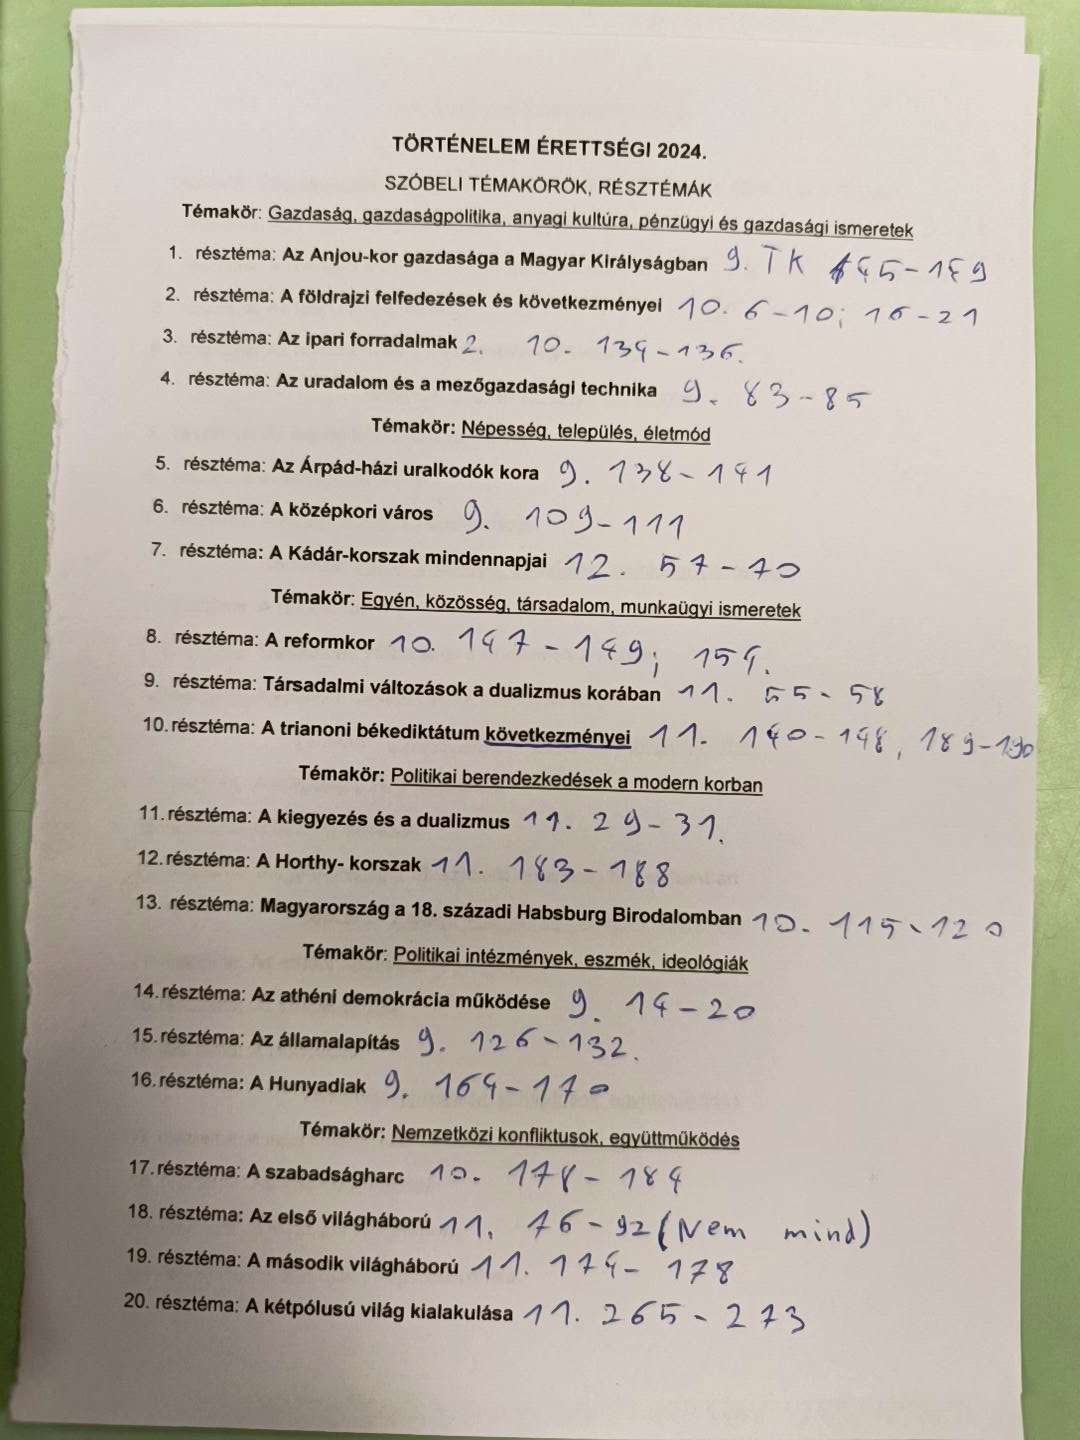 TÖRTÉNELEM ÉRETTSÉGI 2024.
SZÓBELI TÉMAKÖRÖK, RÉSZTÉMÁK
Témakör: Gazdaság, gazdaságpolitika, anyagi kultúra, pénzügyi és gazdasági ismeretek
1. résztéma: Az Anjou-kor gazdasága a Magyar Királyságban 9. TK 145-149
2. résztéma: A földrajzi felfedezések és következményei 10. 6-10; 16-21
3. résztéma: Az ipari forradalmak 2. 10. 134-136.
4. résztéma: Az uradalom és a mezőgazdasági technika 9. 83-85
Témakör: Népesség, település, életmód
5. résztéma: Az Árpád-házi uralkodók kora 9. 138-141
6. résztéma: A középkori város 9. 109-111
7. résztéma: A Kádár-korszak mindennapjai 12. 57-70
Témakör: Egyén, közösség, társadalom, munkaügyi ismeretek
8. résztéma: A reformkor 10. 147-149; 154.
9. résztéma: Társadalmi változások a dualizmus korában 11. 55-58
10. résztéma: A trianoni békediktátum következményei 11. 140-148, 189-190
Témakör: Politikai berendezkedések a modern korban
11. résztéma: A kiegyezés és a dualizmus 11. 29-31.
12. résztéma: A Horthy- korszak 11. 183-188
13. résztéma: Magyarország a 18. századi Habsburg Birodalomban 10. 115-120
Témakör: Politikai intézmények, eszmék, ideológiák
14. résztéma: Az athéni demokrácia működése 9. 14-20
15. résztéma: Az államalapítás 9. 126-132.
16. résztéma: A Hunyadiak 9. 164-170
Témakör: Nemzetközi konfliktusok, együttműködés
17. résztéma: A szabadságharc 10. 178-184
18. résztéma: Az első világháború 11. 76-92 (Nem mind)
19. résztéma: A második világháború 11. 174-178
20. résztéma: A kétpólusú világ kialakulása 11. 265-273